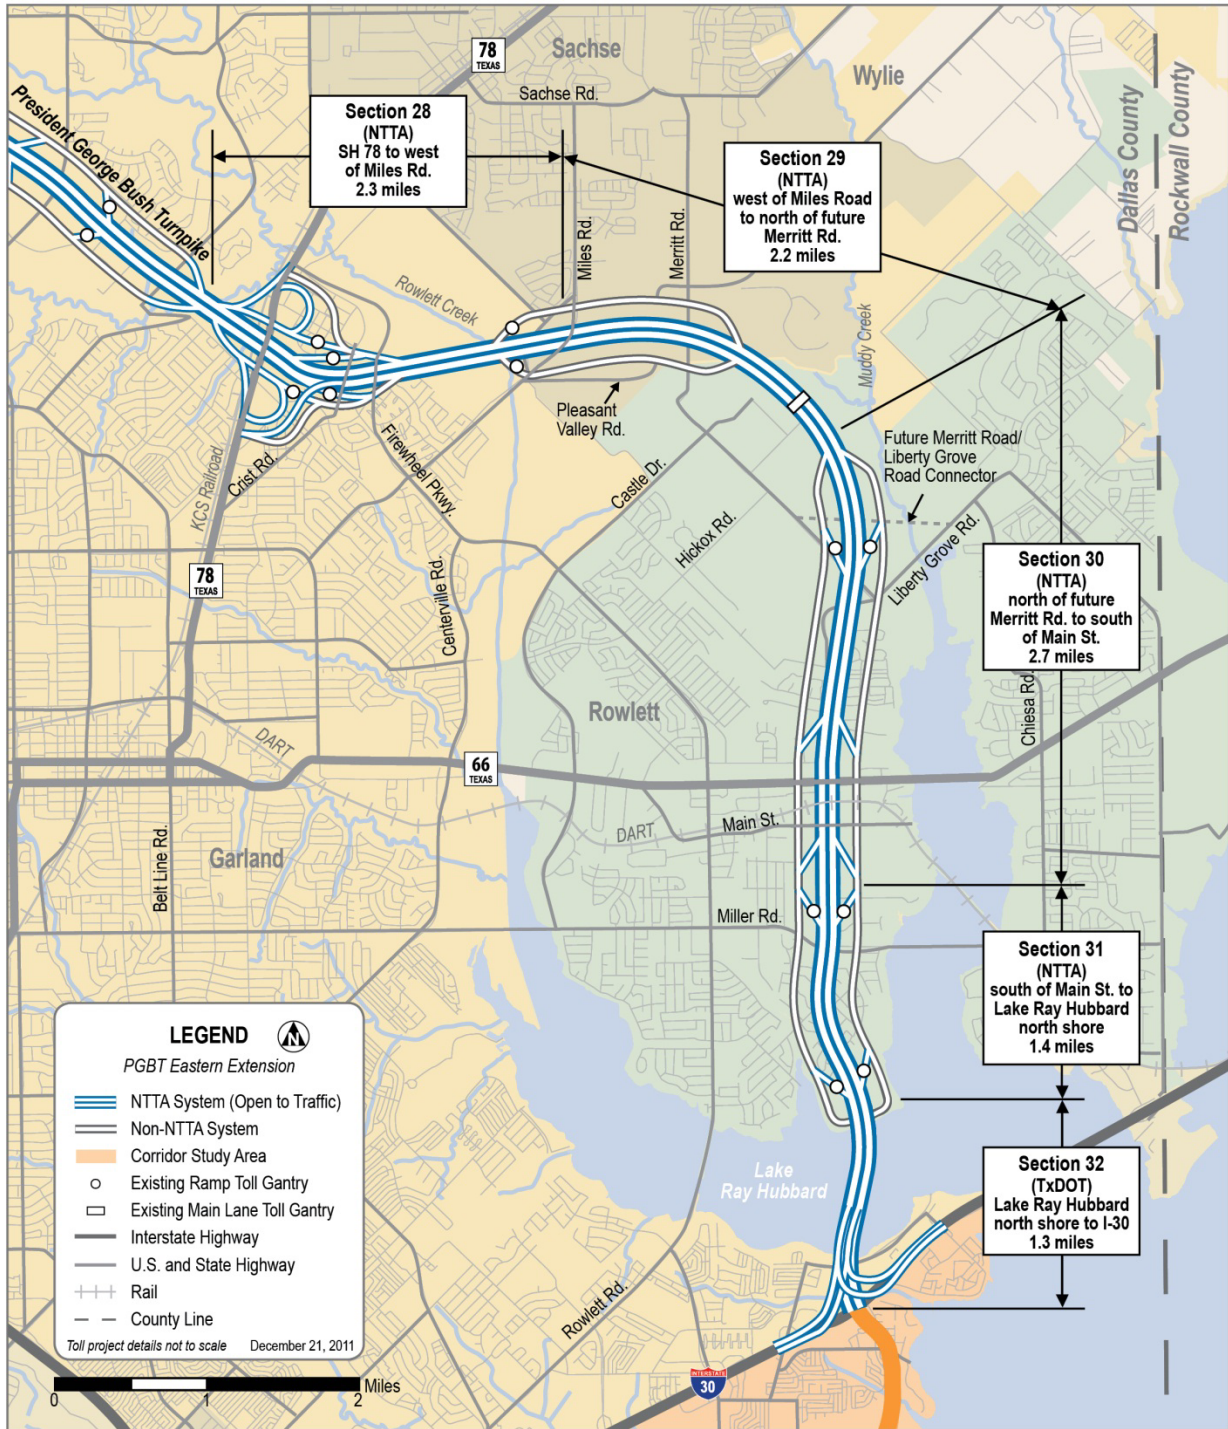 78
TEXAS
Sachse
Wylie
Sachse Rd.
Section 28
(NTTA)
SH 78 to west
of Miles Rd.
2.3 miles
Section 29
(NTTA)
west of Miles Road
to north of future
Merritt Rd.
2.2 miles
Dallas County
Rockwall County
President George Bush Turnpike
Miles Rd.
Merritt Rd.
Rowlett Creek
Muddy Creek
Pleasant
Valley Rd.
Future Merritt Road/
Liberty Grove
Road Connector
KCS Railroad
Crist Rd.
Firewheel Pkwy.
Castle Dr.
Hickox Rd.
Liberty Grove Rd.
78
TEXAS
Centerville Rd.
Section 30
(NTTA)
north of future
Merritt Rd. to south
of Main St.
2.7 miles
Chiesa Rd.
Rowlett
DART
66
TEXAS
DART
Main St.
Garland
Belt Line Rd.
Miller Rd.
Section 31
(NTTA)
south of Main St. to
Lake Ray Hubbard
north shore
1.4 miles
Lake
Ray Hubbard
Section 32
(TxDOT)
Lake Ray Hubbard
north shore to I-30
1.3 miles
Rowlett Rd.
INTERSTATE
30
LEGEND
N
PGBT Eastern Extension
NTTA System (Open to Traffic)
Non-NTTA System
Corridor Study Area
Existing Ramp Toll Gantry
Existing Main Lane Toll Gantry
Interstate Highway
U.S. and State Highway
Rail
County Line
Toll project details not to scale December 21, 2011
Miles
0 1 2